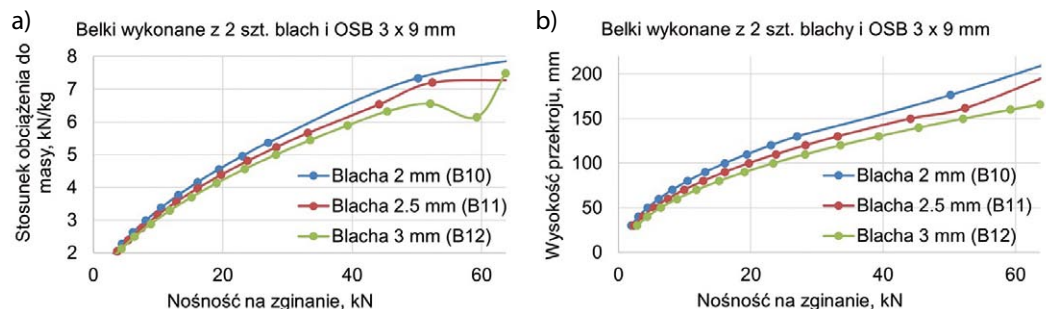 a)
Belki wykonane z 2 szt. blach i OSB 3 x 9 mm
Stosunek obciążenia do
masy, kN/kg
8
7
6
5
4
3
2
Blacha 2 mm (B10)
Blacha 2.5 mm (B11)
Blacha 3 mm (B12)
0
20
40
60
Nośność na zginanie, kN
b)
Belki wykonane z 2 szt. blachy i OSB 3 x 9 mm
Wysokość przekroju, mm
200
150
100
50
0
Blacha 2 mm (B10)
Blacha 2.5 mm (B11)
Blacha 3 mm (B12)
0
20
40
60
Nośność na zginanie, kN